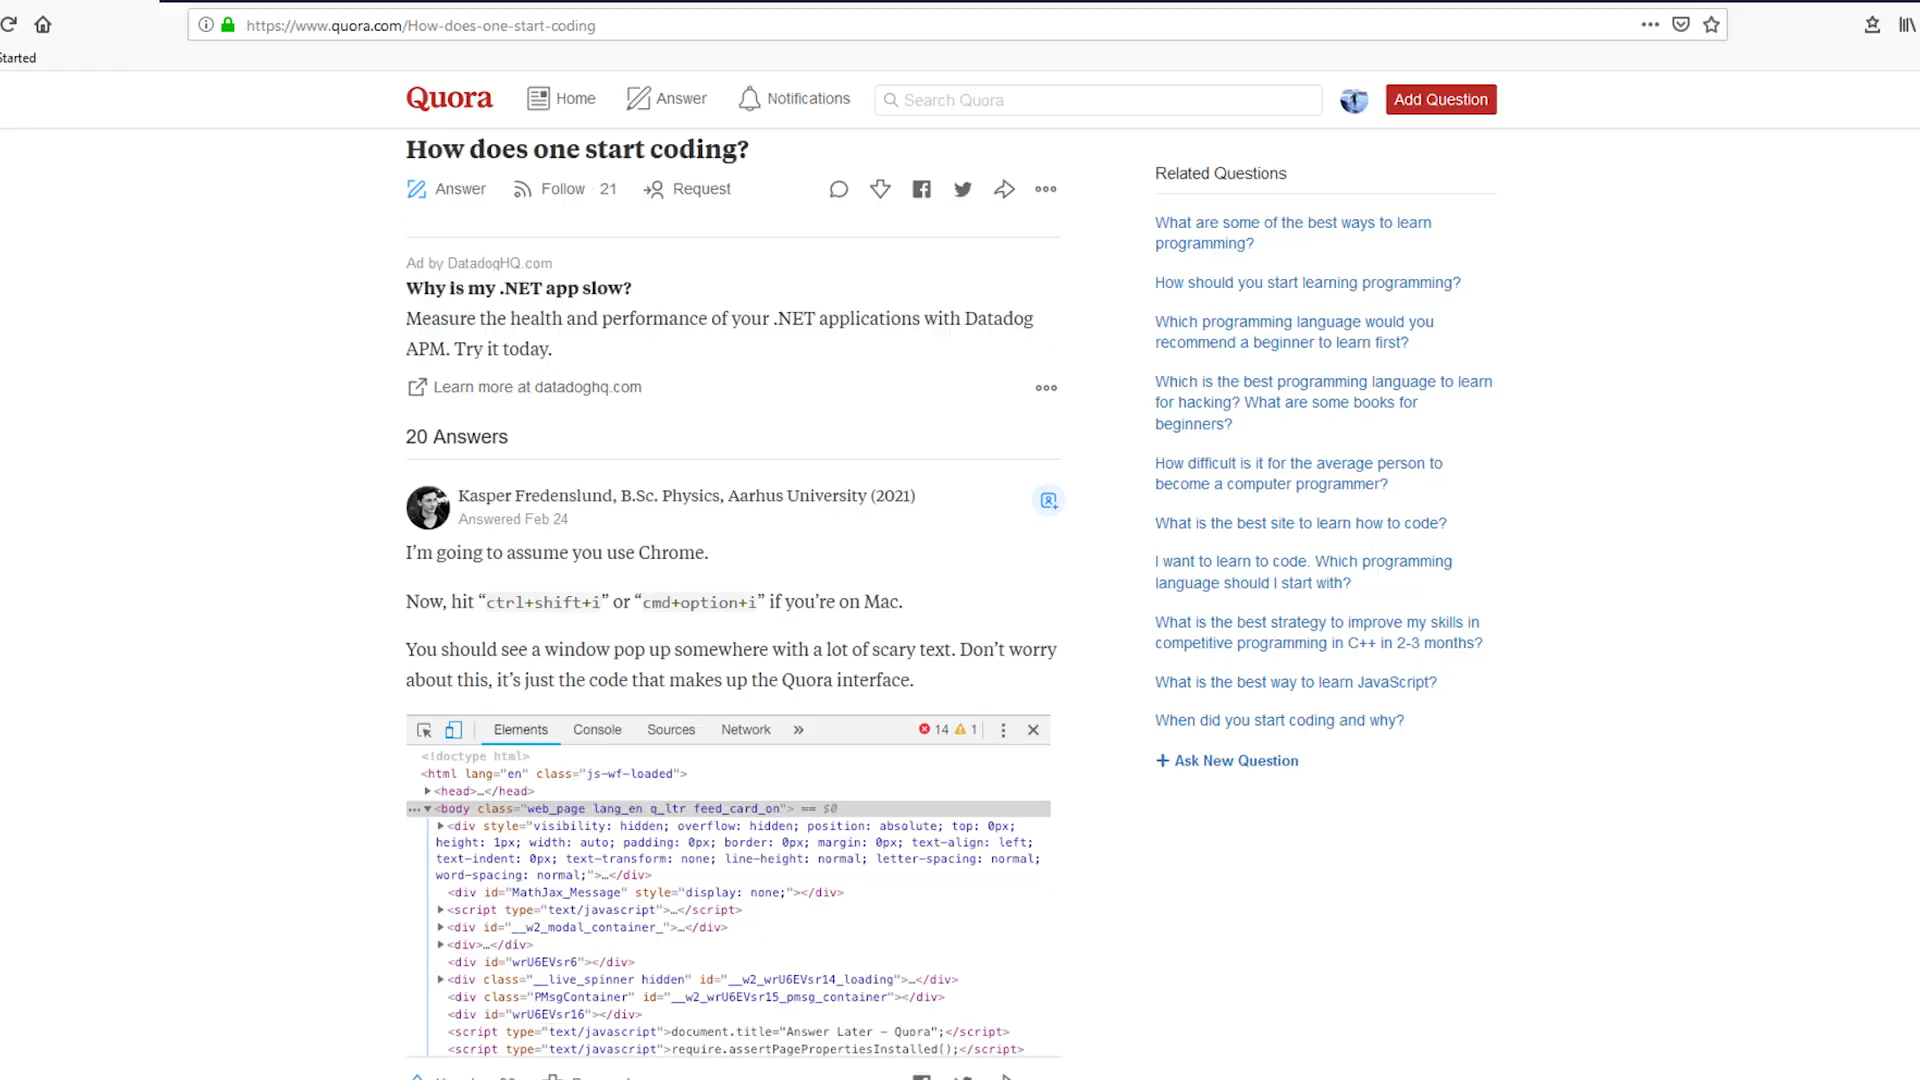 Started
https://www.quora.com/How-does-one-start-coding
Quora
Home
Answer
Notifications
Search Quora
Add Question
How does one start coding?
Answer
Follow · 21
Request
Ad by DatadogHQ.com
Why is my .NET app slow?
Measure the health and performance of your .NET applications with Datadog
APM. Try it today.
Learn more at datadoghq.com
20 Answers
Kasper Fredenslund, B.Sc. Physics, Aarhus University (2021)
Answered Feb 24
I’m going to assume you use Chrome.
Now, hit “ctrl+shift+i” or “cmd+option+i” if you’re on Mac.
You should see a window pop up somewhere with a lot of scary text. Don’t worry
about this, it’s just the code that makes up the Quora interface.
Elements Console Sources Network » 14 1
<!doctype html>
<html lang="en" class="js-wf-loaded">
<head>…</head>
<body class="web_page lang_en q_ltr feed_card_on"> == $0
<div style="visibility: hidden; overflow: hidden; position: absolute; top: 0px;
height: 1px; width: auto; padding: 0px; border: 0px; margin: 0px; text-align: left;
text-indent: 0px; text-transform: none; line-height: normal; letter-spacing: normal;
word-spacing: normal;">…</div>
<div id="MathJax_Message" style="display: none;"></div>
<script type="text/javascript">…</script>
<div id="__w2_modal_container_">…</div>
<div>…</div>
<div id="wrU6EVsr6"></div>
<div class="__live_spinner hidden" id="__w2_wrU6EVsr14_loading">…</div>
<div class="PMsgContainer" id="__w2_wrU6EVsr15_pmsg_container"></div>
<div id="wrU6EVsr16"></div>
<script type="text/javascript">document.title="Answer Later – Quora";</script>
<script type="text/javascript">require.assertPagePropertiesInstalled();</script>
Related Questions
What are some of the best ways to learn
programming?
How should you start learning programming?
Which programming language would you
recommend a beginner to learn first?
Which is the best programming language to learn
for hacking? What are some books for
beginners?
How difficult is it for the average person to
become a computer programmer?
What is the best site to learn how to code?
I want to learn to code. Which programming
language should I start with?
What is the best strategy to improve my skills in
competitive programming in C++ in 2-3 months?
What is the best way to learn JavaScript?
When did you start coding and why?
+ Ask New Question